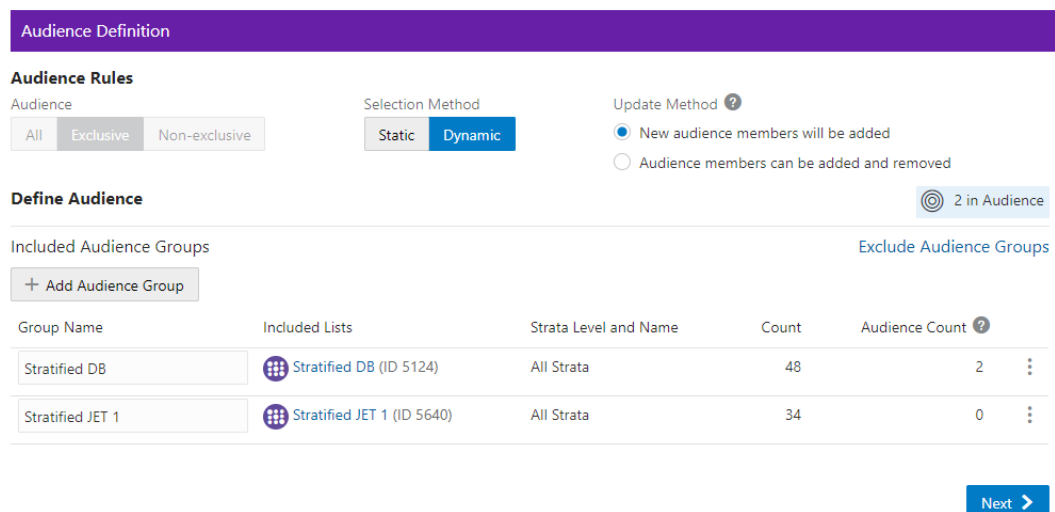 Audience Definition
Audience Rules
Audience
Selection Method
Update Method ?
All Exclusive Non-exclusive
Static Dynamic
New audience members will be added
Audience members can be added and removed
Define Audience
2 in Audience
Included Audience Groups
Exclude Audience Groups
+ Add Audience Group
Group Name Included Lists Strata Level and Name Count Audience Count ?
Stratified DB Stratified DB (ID 5124) All Strata 48 2
Stratified JET 1 Stratified JET 1 (ID 5640) All Strata 34 0
Next